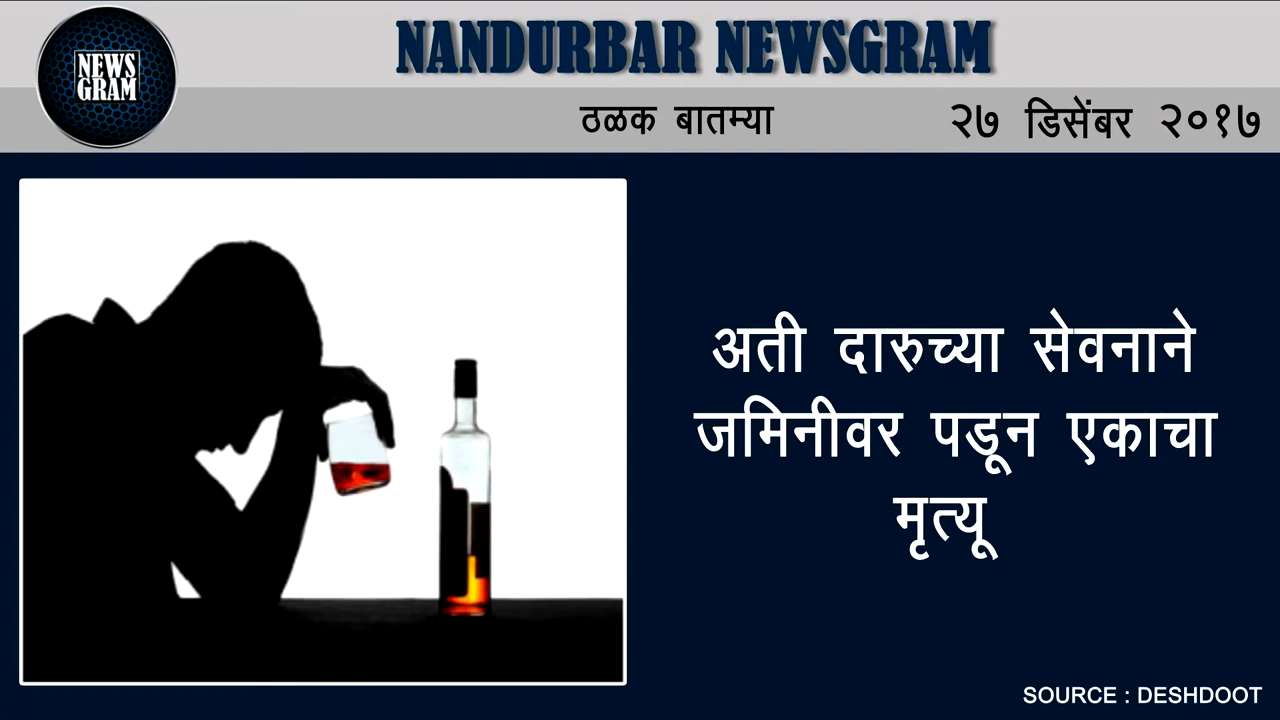 NEWS
GRAM
NANDURBAR NEWSGRAM
ठळक बातम्या
२७ डिसेंबर २०१७
अती दारुच्या सेवनाने
जमिनीवर पडून एकाचा
मृत्यू
SOURCE : DESHDOOT